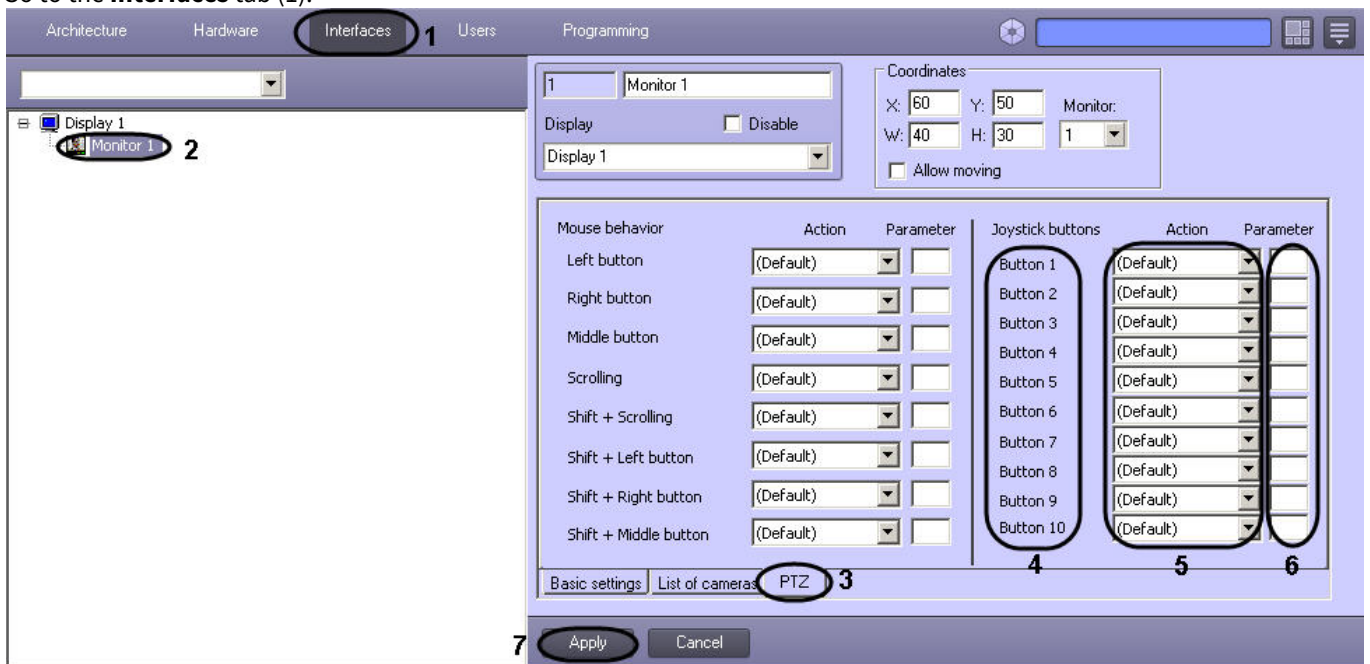 Go to the Interfaces tab (1).
Architecture Hardware Interfaces 1 Users Programming
1 Monitor 1
Display Disable
Display 1
Coordinates
X: 60 Y: 50 Monitor:
W: 40 H: 30 1
Allow moving
Display 1
Monitor 1 2
Mouse behavior Action Parameter Joystick buttons Action Parameter
Left button (Default) Button 1 (Default)
Right button (Default) Button 2 (Default)
Middle button (Default) Button 3 (Default)
Button 4 (Default)
Scrolling (Default) Button 5 (Default)
Shift + Scrolling (Default) Button 6 (Default)
Button 7 (Default)
Shift + Left button (Default) Button 8 (Default)
Shift + Right button (Default) Button 9 (Default)
Shift + Middle button (Default) Button 10 (Default)
4 5 6
Basic settings List of cameras PTZ 3
7 Apply Cancel